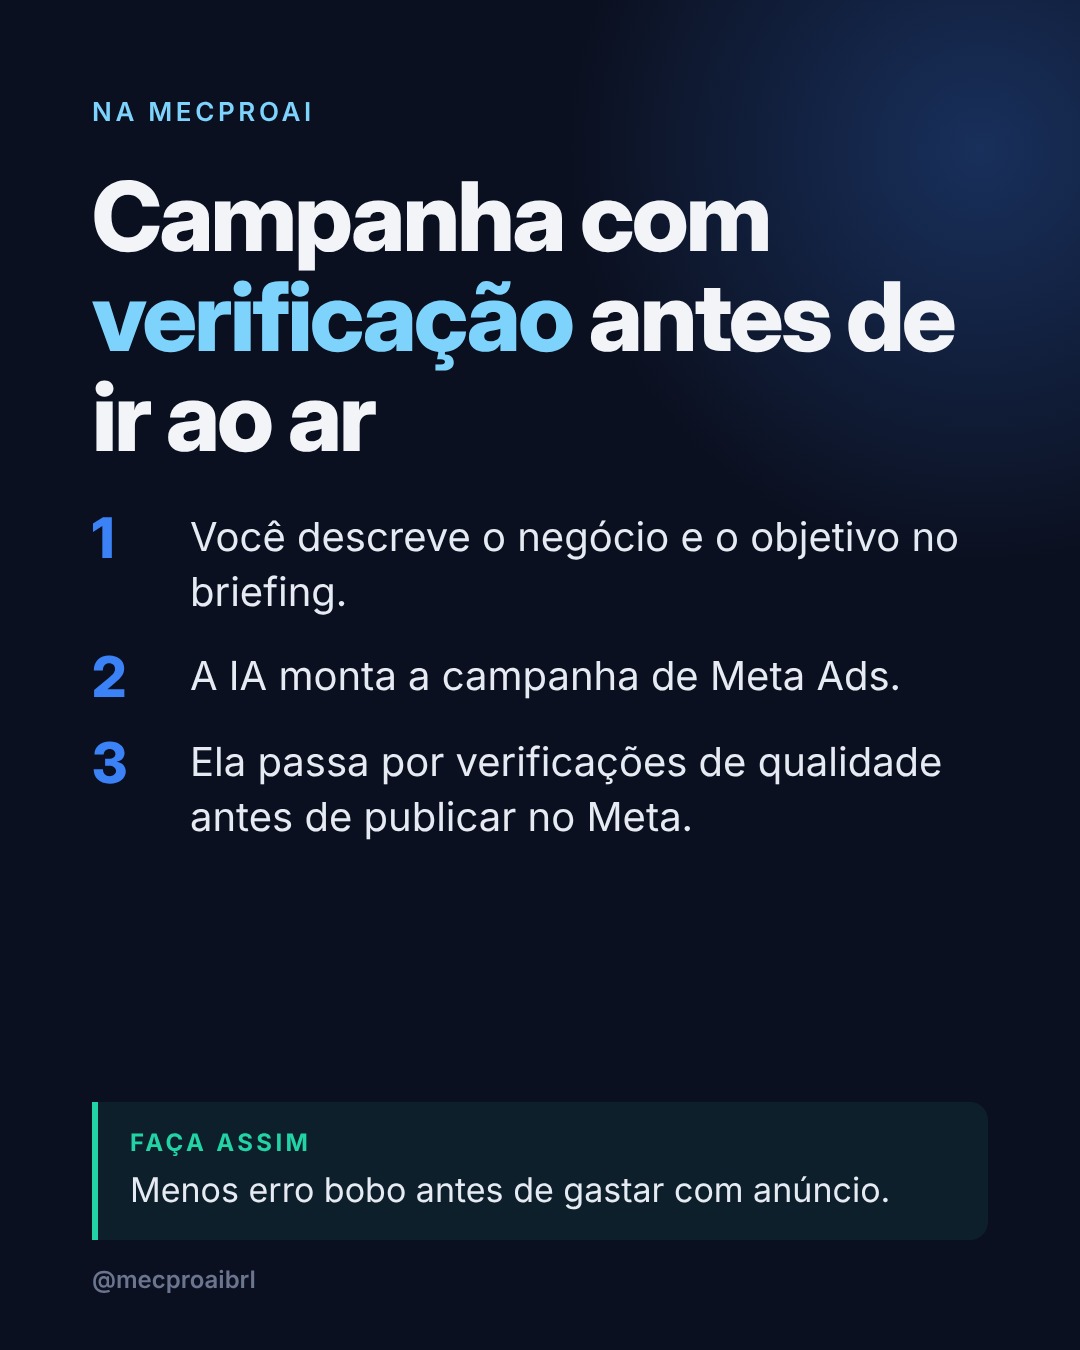 NA MECPROAI
Campanha com
verificação antes de
ir ao ar
1 Você descreve o negócio e o objetivo no
briefing.
2 A IA monta a campanha de Meta Ads.
3 Ela passa por verificações de qualidade
antes de publicar no Meta.
FAÇA ASSIM
Menos erro bobo antes de gastar com anúncio.
@mecproaibrl